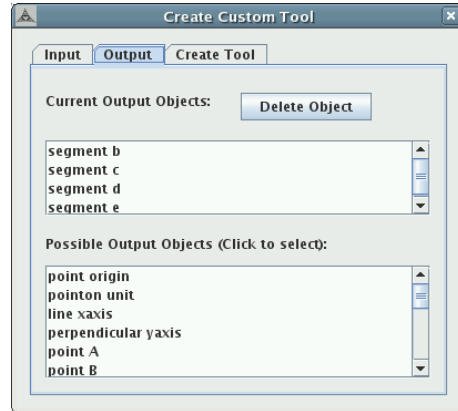 Create Custom Tool
Input Output Create Tool
Current Output Objects: Delete Object
segment b
segment c
segment d
segment e
Possible Output Objects (Click to select):
point origin
pointon unit
line xaxis
perpendicular yaxis
point A
point B